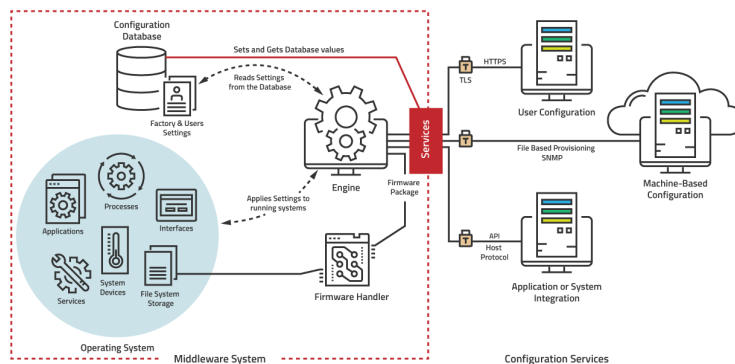 Configuration
Database
Sets and Gets Database values
Reads Settings
from the Database
Factory & Users
Settings
Engine
Services
Firmware
Package
Applies Settings to
running systems
Processes
Applications
Interfaces
System
Devices
Services
File System
Storage
Firmware Handler
Operating System
Middleware System
T
HTTPS
TLS
User Configuration
T
File Based Provisioning
SNMP
Machine-Based
Configuration
T
API
Host
Protocol
Application or System
Integration
Configuration Services